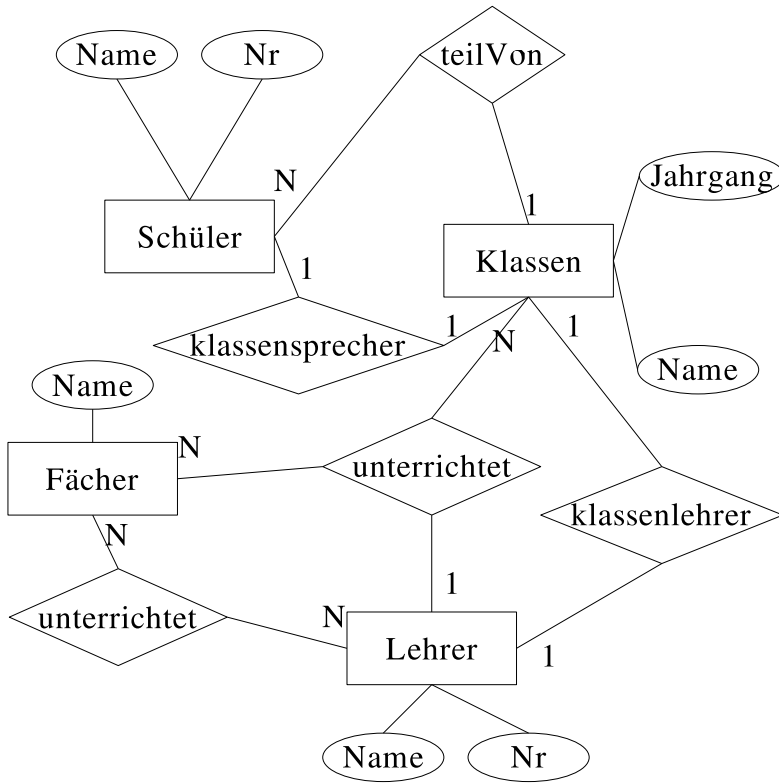 Name
Nr
teilVon
N
Jahrgang
1
Schüler
Klassen
1
klassensprecher
1
N
1
Name
Name
N
Fächer
unterrichtet
klassenlehrer
N
1
unterrichtet
N
Lehrer
1
Name
Nr